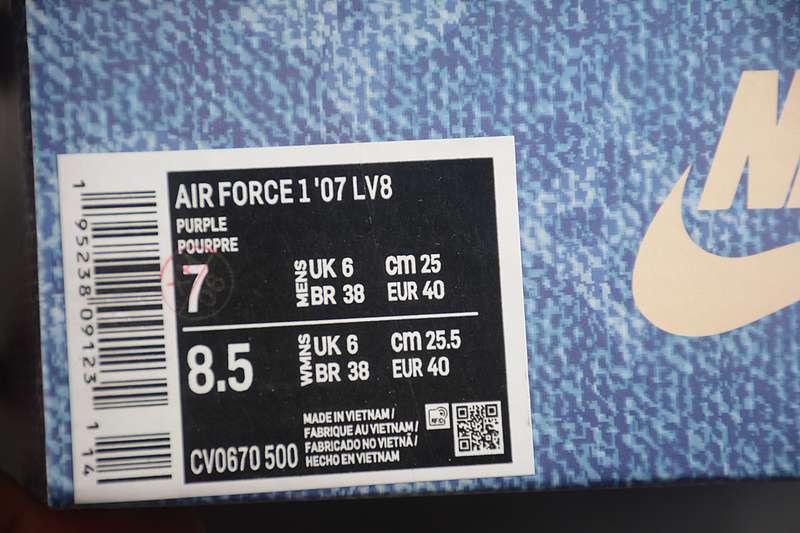 AIR FORCE 1 '07 LV8
PURPLE
POURPRE
7 MENS UK 6 cm 25
BR 38 EUR 40
8.5 WMNS UK 6 cm 25.5
BR 38 EUR 40
MADE IN VIETNAM /
FABRIQUE AU VIETNAM /
FABRICADO NO VIETNÃ /
HECHO EN VIETNAM
CV0670 500
1 95238 09123 1 14